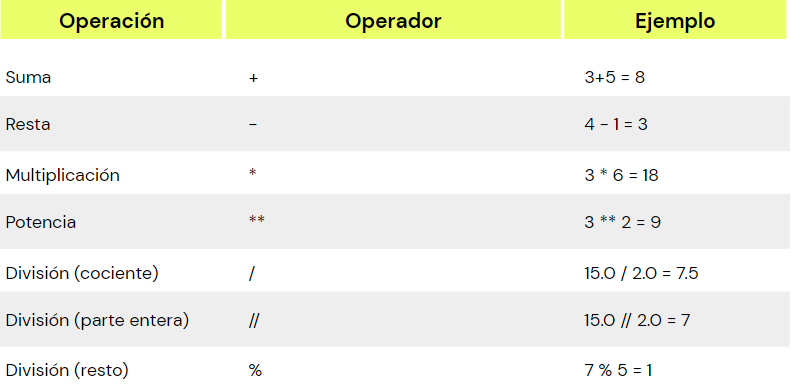 Operación Operador Ejemplo
Suma + 3+5 = 8
Resta - 4 - 1 = 3
Multiplicación * 3 * 6 = 18
Potencia ** 3 ** 2 = 9
División (cociente) / 15.0 / 2.0 = 7.5
División (parte entera) // 15.0 // 2.0 = 7
División (resto) % 7 % 5 = 1